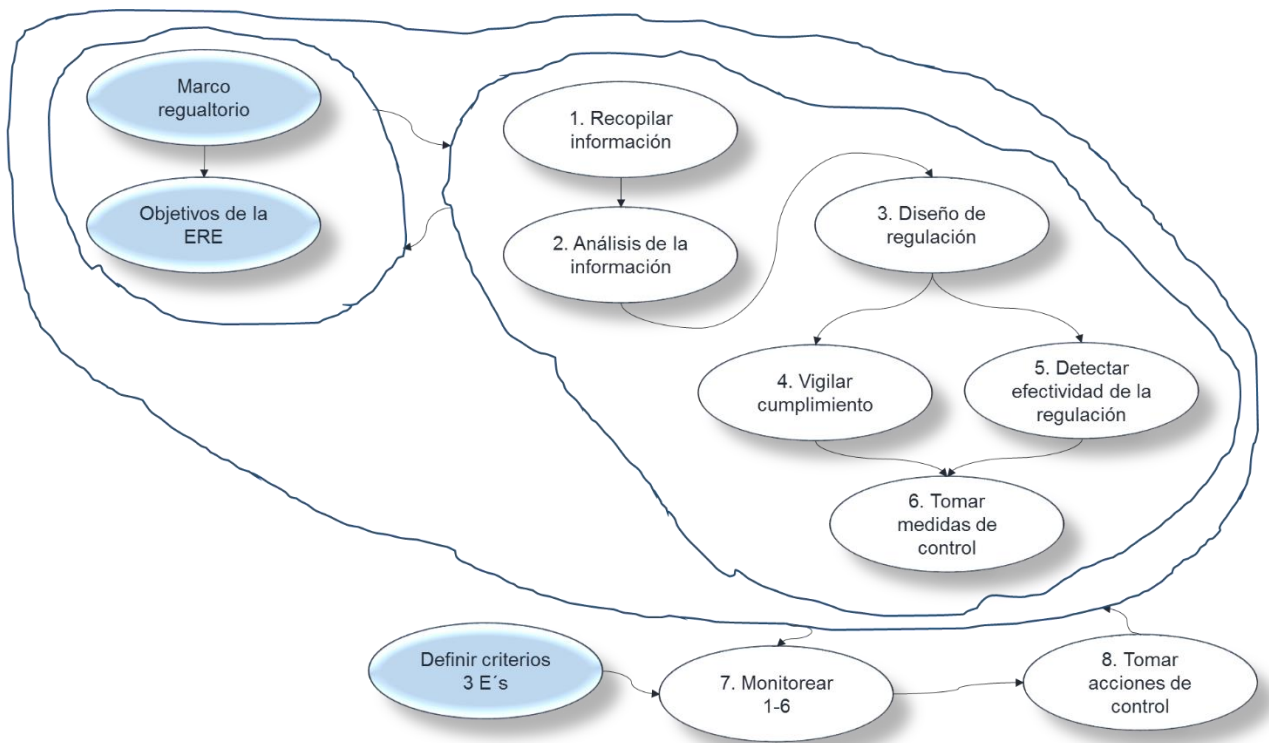 Marco
regualtorio
Objetivos de la
ERE
1. Recopilar
información
2. Análisis de la
información
3. Diseño de
regulación
4. Vigilar
cumplimiento
5. Detectar
efectividad de la
regulación
6. Tomar
medidas de
control
Definir criterios
3 E´s
7. Monitorear
1-6
8. Tomar
acciones de
control